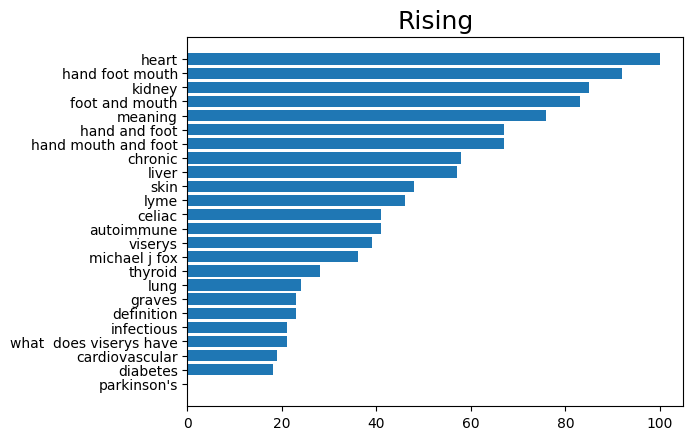 Rising
heart
hand foot mouth
kidney
foot and mouth
meaning
hand and foot
hand mouth and foot
chronic
liver
skin
lyme
celiac
autoimmune
viserys
michael j fox
thyroid
lung
graves
definition
infectious
what  does viserys have
cardiovascular
diabetes
parkinson's
0 20 40 60 80 100